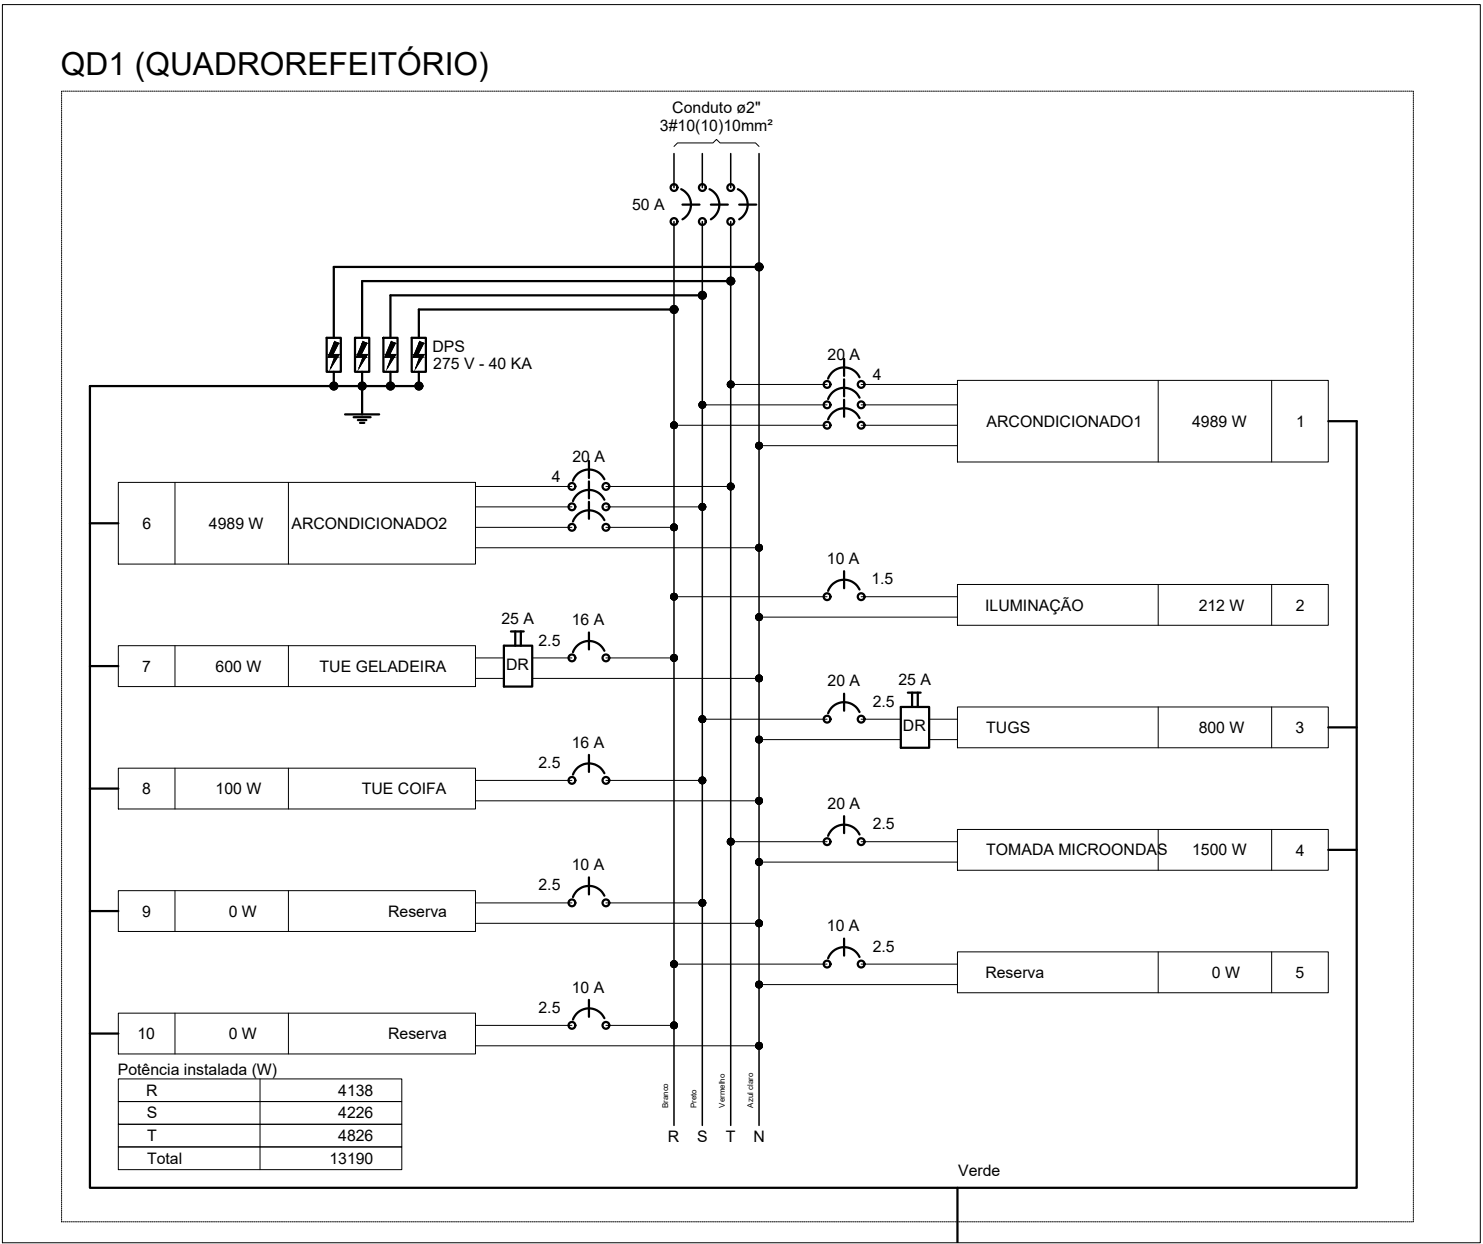 QD1 (QUADROREFEITÓRIO)
Conduto ø2"
3#10(10)10mm²
50 A
DPS
275 V - 40 KA
20 A
4
ARCONDICIONADO1 4989 W 1
20 A
4
6 4989 W ARCONDICIONADO2
10 A
1.5
ILUMINAÇÃO 212 W 2
25 A 16 A
2.5
7 600 W TUE GELADEIRA DR
20 A 25 A
2.5
DR TUGS 800 W 3
16 A
2.5
8 100 W TUE COIFA
20 A
2.5
TOMADA MICROONDAS 1500 W 4
10 A
2.5
9 0 W Reserva
10 A
2.5
Reserva 0 W 5
10 A
2.5
10 0 W Reserva
Potência instalada (W)
R 4138
S 4226
T 4826
Total 13190
Branco Preto Vermelho Azul claro
R S T N
Verde